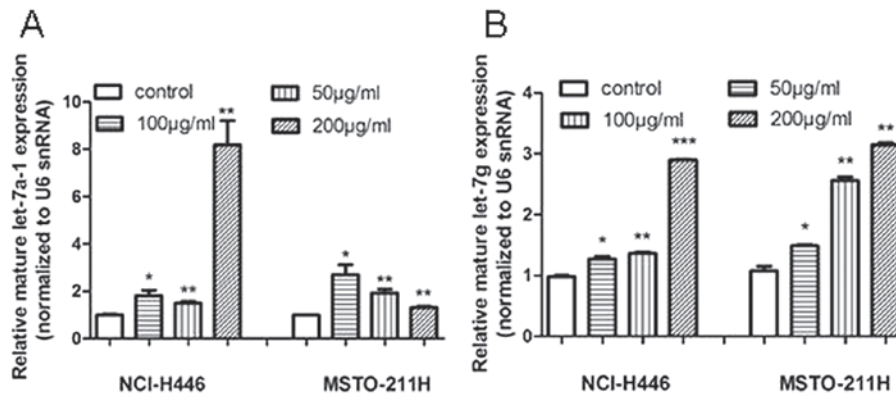 A
Relative mature let-7a-1 expression
(normalized to U6 snRNA)
control
50µg/ml
100µg/ml
200µg/ml
10
8
6
4
2
0
*
**
**
*
**
**
NCI-H446
MSTO-211H
B
Relative mature let-7g expression
(normalized to U6 snRNA)
control
50µg/ml
100µg/ml
200µg/ml
4
3
2
1
0
*
**
***
*
**
**
NCI-H446
MSTO-211H